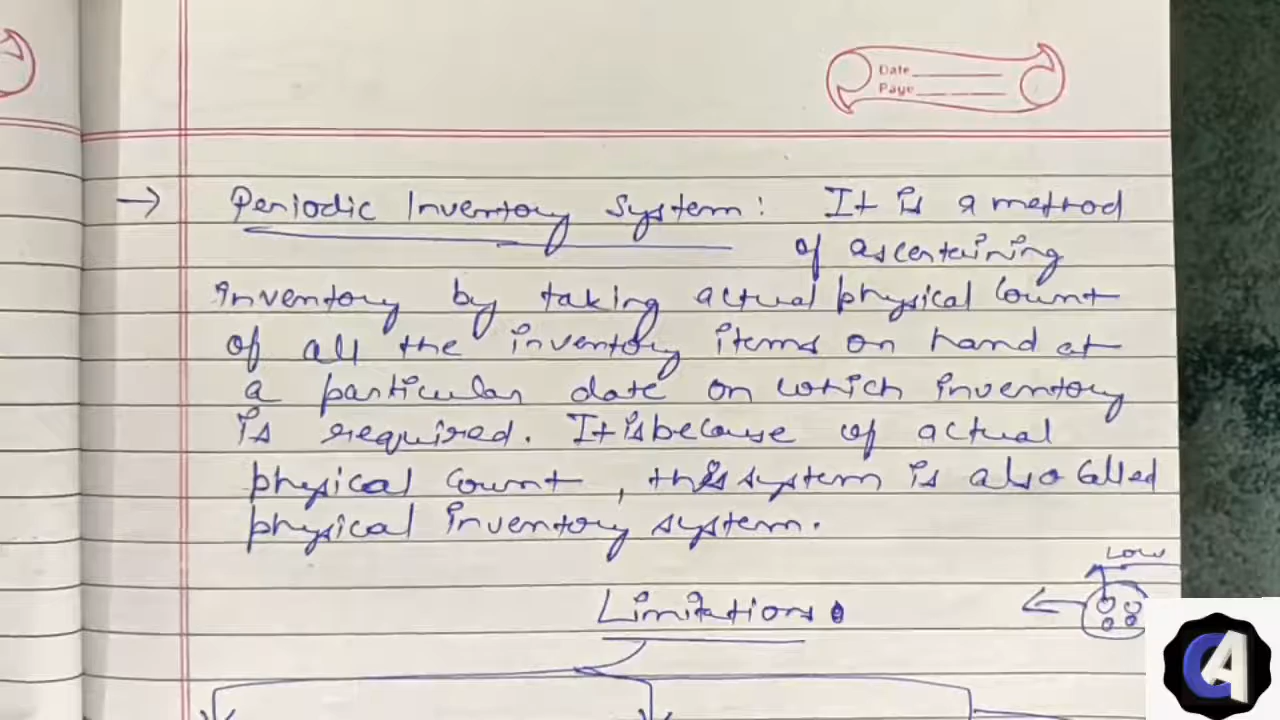 Date
Page
→ Periodic Inventory System: It is a method
of ascertaining
Inventory by taking actual physical count
of all the inventory items on hand at
a particular date on which inventory
is required. It is because of actual
physical count, this system is also called
physical inventory system.
Low
Limitations
CA